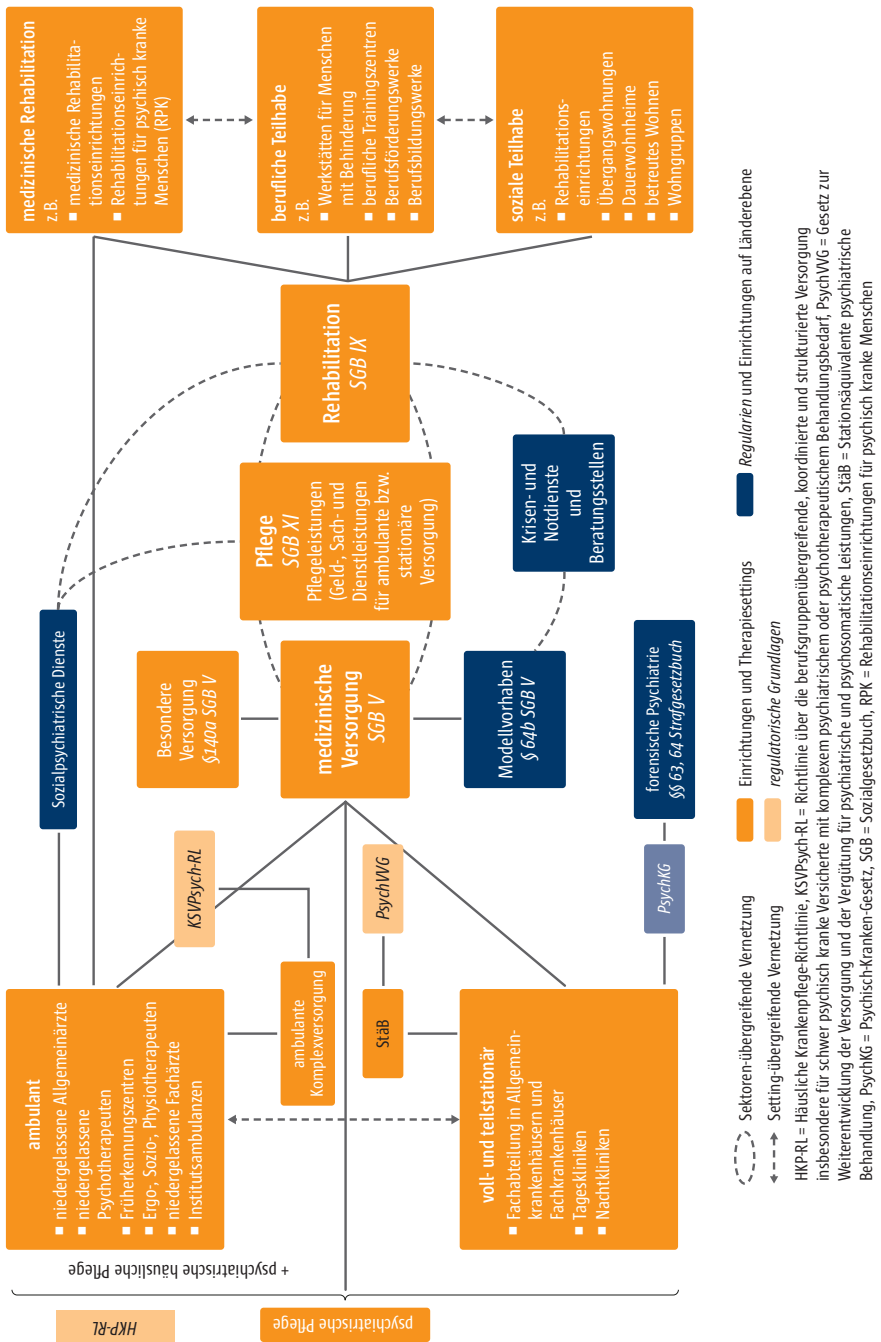 HKP-RL
psychiatrische Pflege
+ psychiatrische häusliche Pflege
ambulant
■ niedergelassene Allgemeinärzte
■ niedergelassene
Psychotherapeuten
■ Früherkennungszentren
■ Ergo-, Sozio-, Physiotherapeuten
■ niedergelassene Fachärzte
■ Institutsambulanzen
voll- und teilstationär
■ Fachabteilung in Allgemein-
krankenhäusern und
Fachkrankenhäuser
■ Tageskliniken
■ Nachtkliniken
ambulante
Komplexversorgung
StäB
KSVPsych-RL
PsychVVG
PsychKG
Sozialpsychiatrische Dienste
Besondere
Versorgung
§140a SGB V
medizinische
Versorgung
SGB V
Modellvorhaben
§ 64b SGB V
forensische Psychiatrie
§§ 63, 64 Strafgesetzbuch
Pflege
SGB XI
Pflegeleistungen
(Geld-, Sach- und
Dienstleistungen
für ambulante bzw.
stationäre
Versorgung)
Krisen- und
Notdienste
und
Beratungsstellen
Rehabilitation
SGB IX
medizinische Rehabilitation
z.B.
■ medizinische Rehabilita-
tionseinrichtungen
■ Rehabilitationseinrich-
tungen für psychisch kranke
Menschen (RPK)
berufliche Teilhabe
z.B.
■ Werkstätten für Menschen
mit Behinderung
■ berufliche Trainingszentren
■ Berufsförderungswerke
■ Berufsbildungswerke
soziale Teilhabe
z.B.
■ Rehabilitations-
einrichtungen
■ Übergangswohnungen
■ Dauerwohnheime
■ betreutes Wohnen
■ Wohngruppen
Sektoren-übergreifende Vernetzung
Setting-übergreifende Vernetzung
Einrichtungen und Therapiesettings
regulatorische Grundlagen
Regularien und Einrichtungen auf Länderebene
HKP-RL = Häusliche Krankenpflege-Richtlinie, KSVPsych-RL = Richtlinie über die berufsgruppenübergreifende, koordinierte und strukturierte Versorgung
insbesondere für schwer psychisch kranke Versicherte mit komplexem psychiatrischem oder psychotherapeutischem Behandlungsbedarf, PsychVVG = Gesetz zur
Weiterentwicklung der Versorgung und der Vergütung für psychiatrische und psychosomatische Leistungen, StäB = Stationsäquivalente psychiatrische
Behandlung, PsychKG = Psychisch-Kranken-Gesetz, SGB = Sozialgesetzbuch, RPK = Rehabilitationseinrichtungen für psychisch kranke Menschen